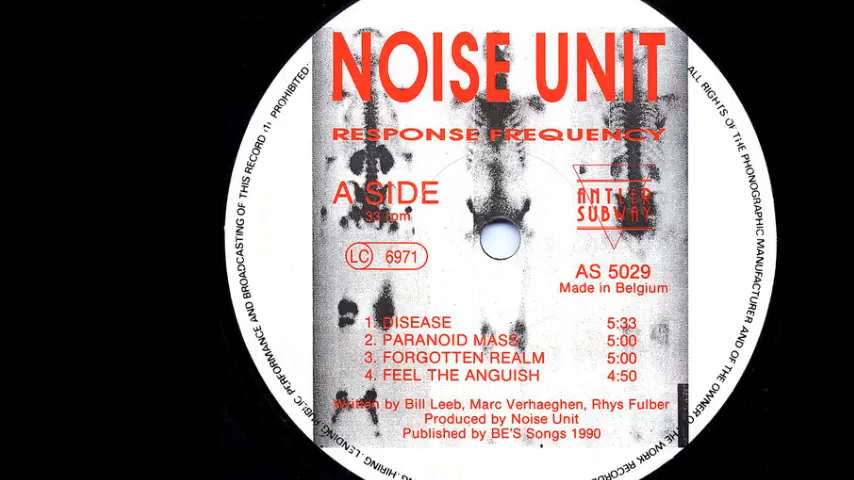 NOISE UNIT
RESPONSE FREQUENCY
A SIDE
33 rpm
ANTLER
SUBWAY
LC 6971
AS 5029
Made in Belgium
1. DISEASE 5:33
2. PARANOID MASS 5:00
3. FORGOTTEN REALM 5:00
4. FEEL THE ANGUISH 4:50
Written by Bill Leeb, Marc Verhaeghen, Rhys Fulber
Produced by Noise Unit
Published by BE'S Songs 1990
ALL RIGHTS OF THE PHONOGRAPHIC MANUFACTURER AND OF THE OWNER OF THE WORK RECORDED
HIRING. LENDING. PUBLIC PERFORMANCE AND BROADCASTING OF THIS RECORD (1) PROHIBITED